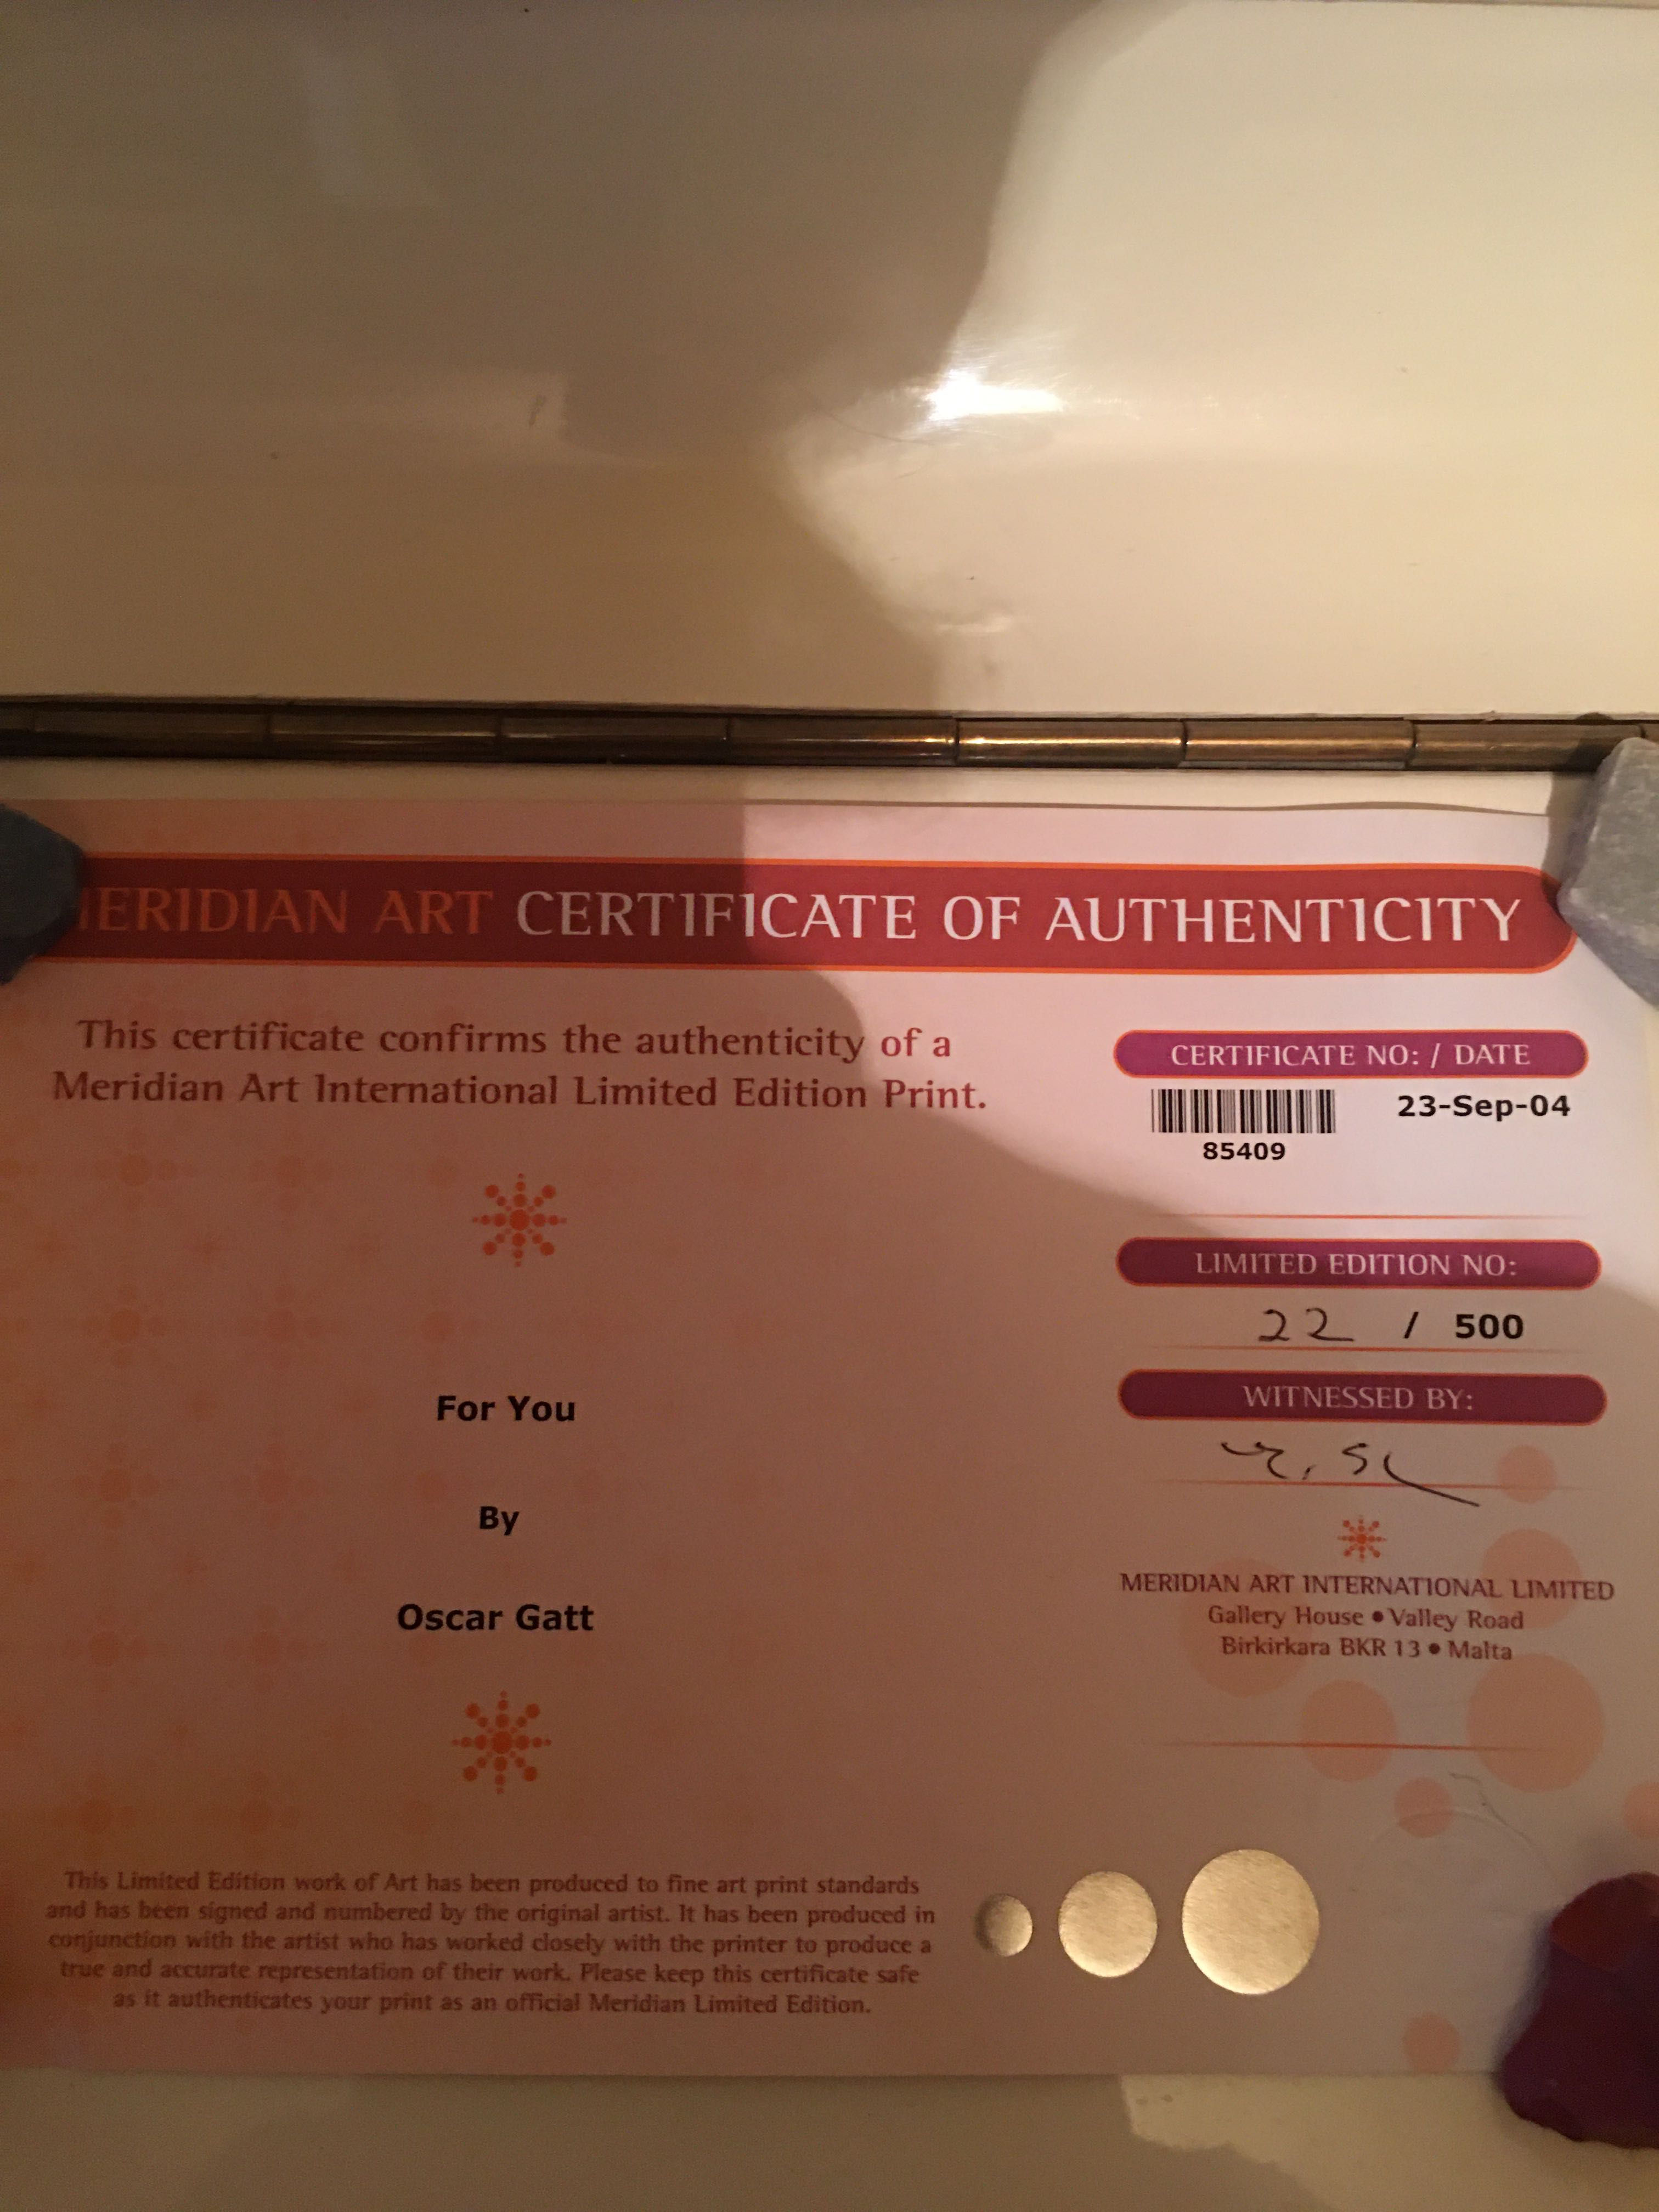 MERIDIAN ART CERTIFICATE OF AUTHENTICITY
This certificate confirms the authenticity of a
Meridian Art International Limited Edition Print.
For You
By
Oscar Gatt
This Limited Edition work of Art has been produced to fine art print standards
and has been signed and numbered by the original artist. It has been produced in
conjunction with the artist who has worked closely with the printer to produce a
true and accurate representation of their work. Please keep this certificate safe
as it authenticates your print as an official Meridian Limited Edition.
CERTIFICATE NO: / DATE
23-Sep-04
85409
LIMITED EDITION NO:
22 / 500
WITNESSED BY:
MERIDIAN ART INTERNATIONAL LIMITED
Gallery House • Valley Road
Birkirkara BKR 13 • Malta